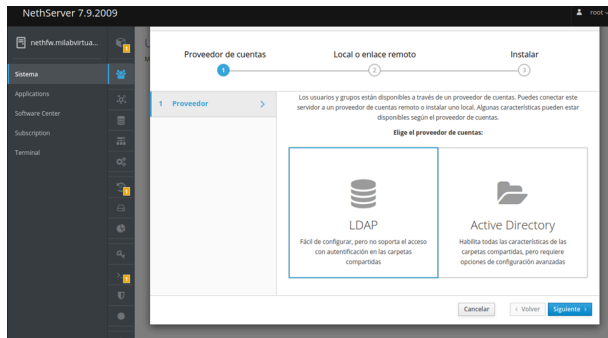 NetHServer 7.9.2009
root
nethfw.milabvirtua...
Sistema
Applications
Software Center
Subscription
Terminal
Proveedor de cuentas
Local o enlace remoto
Instalar
1
2
3
1 Proveedor
Los usuarios y grupos están disponibles a través de un proveedor de cuentas. Puedes conectar este
servidor a un proveedor de cuentas remoto o instalar uno local. Algunas características pueden estar
disponibles según el proveedor de cuentas.
Elige el proveedor de cuentas:
LDAP
Fácil de configurar, pero no soporta el acceso
con autentificación en las carpetas
compartidas
Active Directory
Habilita todas las características de las
carpetas compartidas, pero requiere
opciones de configuración avanzadas
Cancelar
Volver
Siguiente